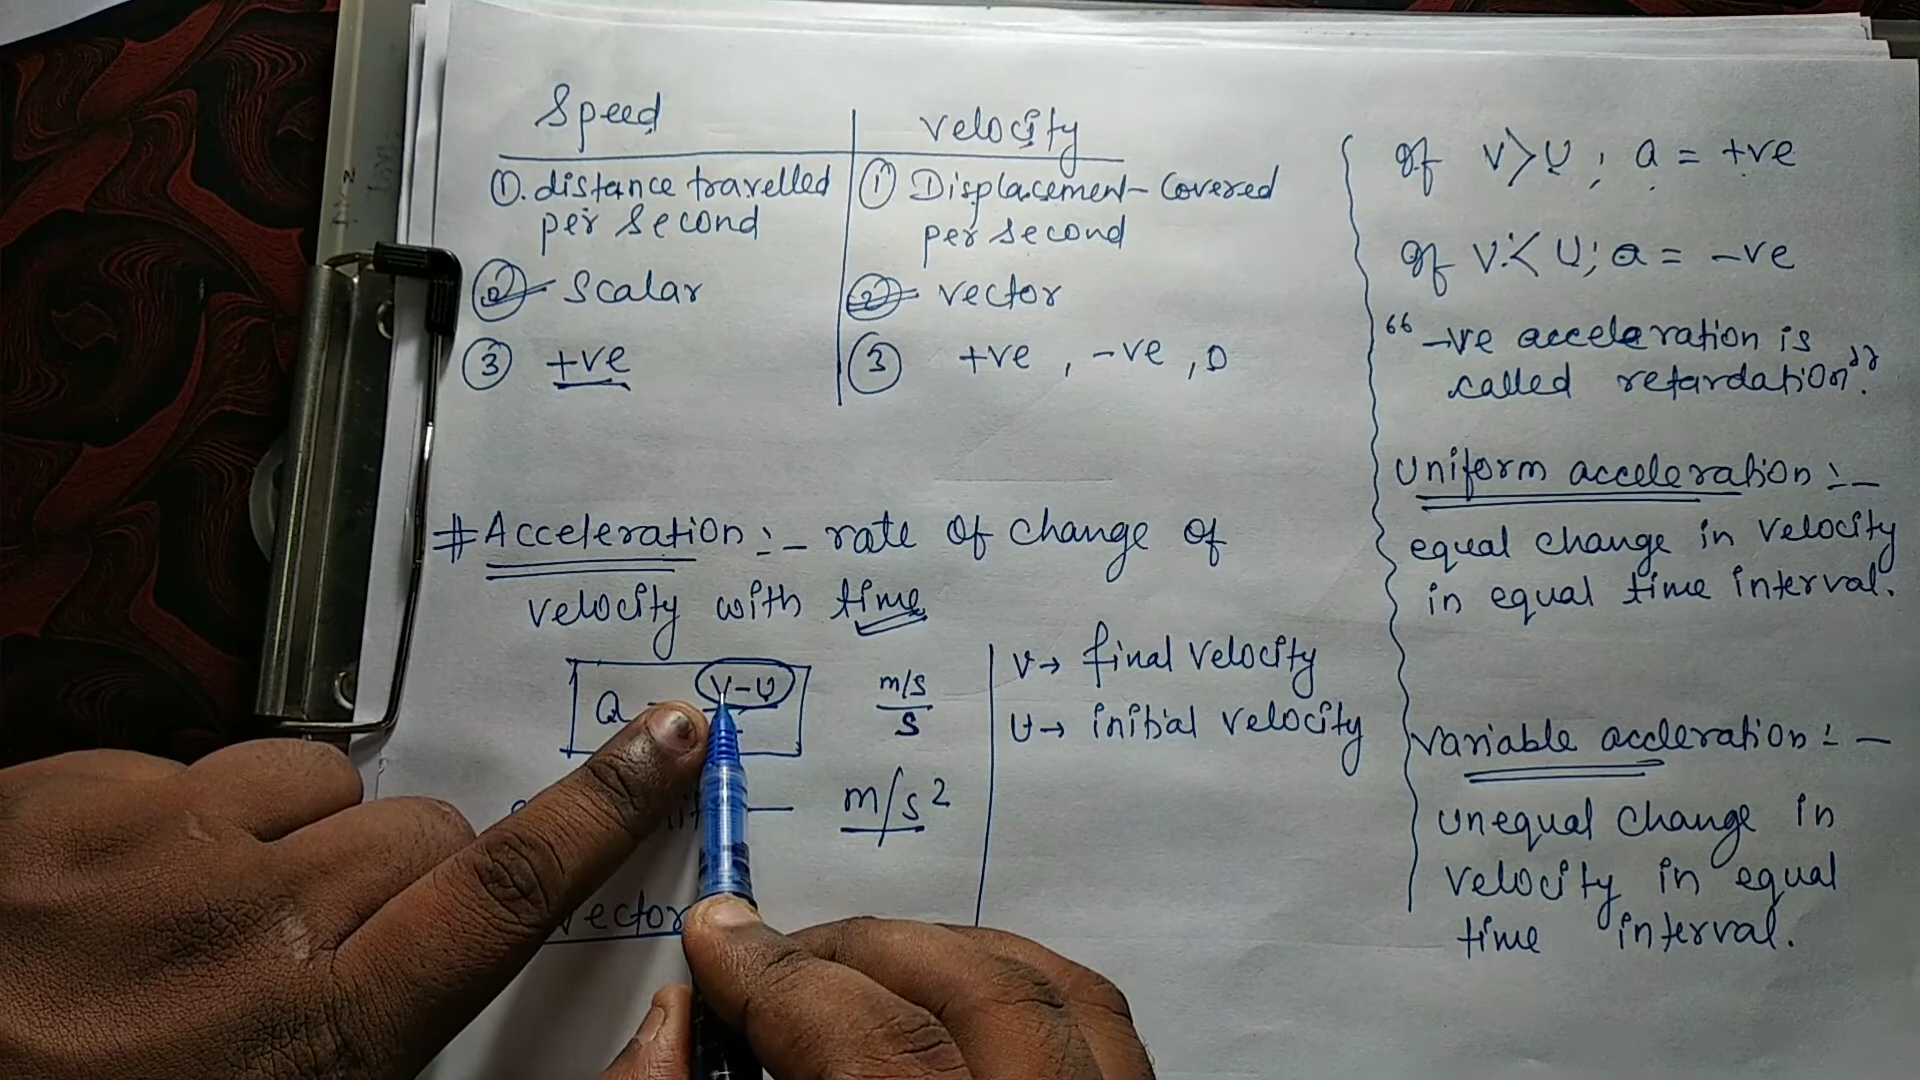 Speed
velocity
①. distance travelled
per second
① Displacement covered
per second
② scalar
② vector
③ +ve
③ +ve, -ve, 0
# Acceleration :- rate of change of
velocity with time
a = v-u
m/s
s
m/s²
vector
v → final velocity
u → initial velocity
If v>u, a = +ve
If v<u; a = -ve
"-ve acceleration is
called retardation".
Uniform acceleration :-
equal change in velocity
in equal time interval.
variable accleration :-
unequal change in
velocity in equal
time interval.